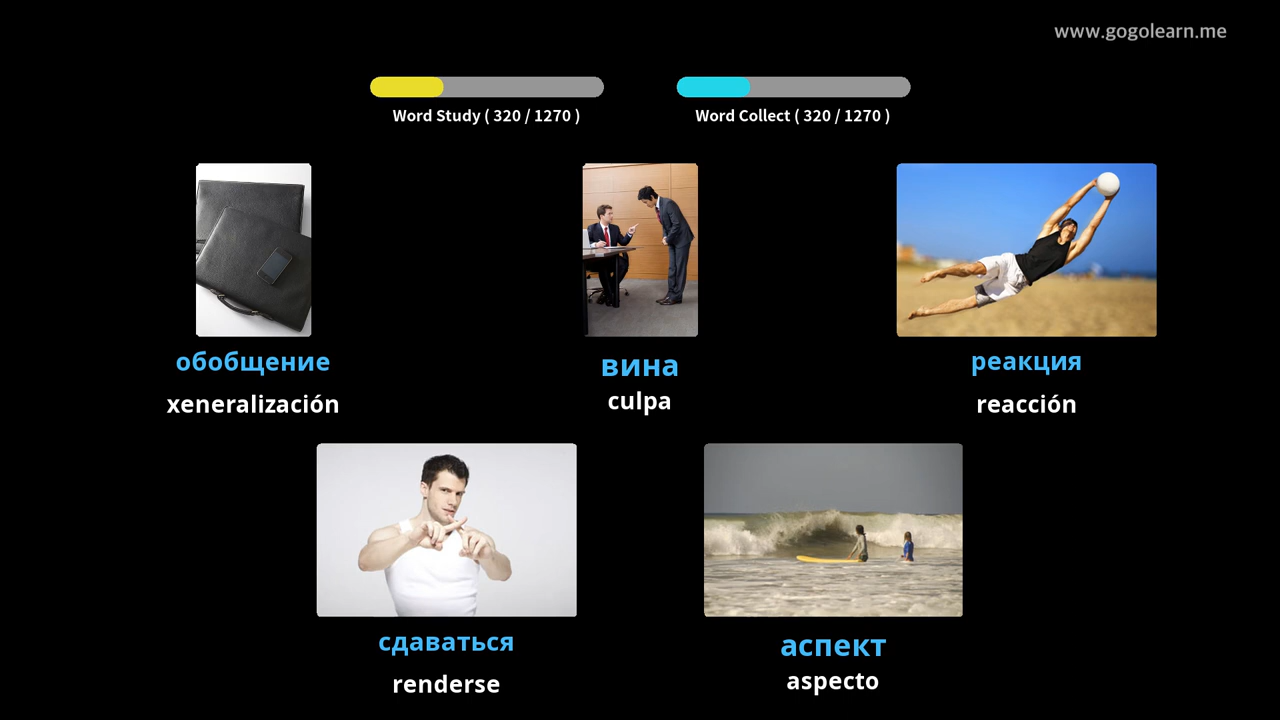 www.gogolearn.me
Word Study ( 320 / 1270 )
Word Collect ( 320 / 1270 )
обобщение
xeneralización
вина
culpa
реакция
reacción
сдаваться
renderse
аспект
aspecto